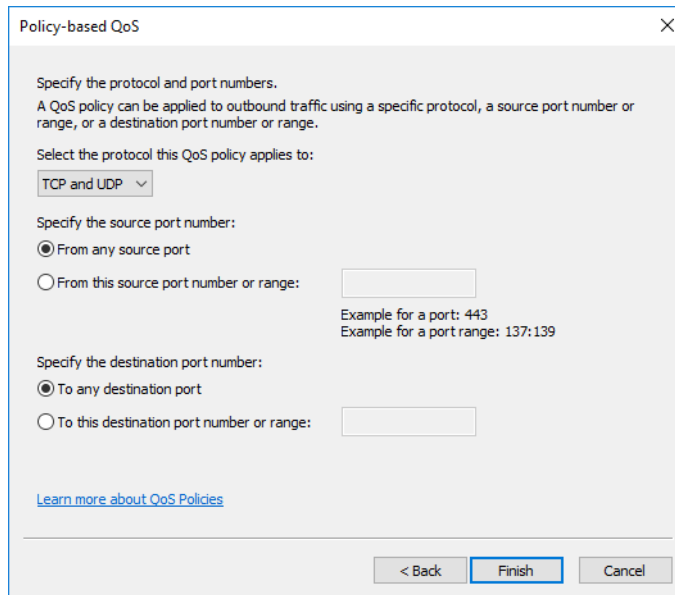 Policy-based QoS
Specify the protocol and port numbers.
A QoS policy can be applied to outbound traffic using a specific protocol, a source port number or
range, or a destination port number or range.
Select the protocol this QoS policy applies to:
TCP and UDP
Specify the source port number:
From any source port
From this source port number or range:
Example for a port: 443
Example for a port range: 137:139
Specify the destination port number:
To any destination port
To this destination port number or range:
Learn more about QoS Policies
< Back Finish Cancel